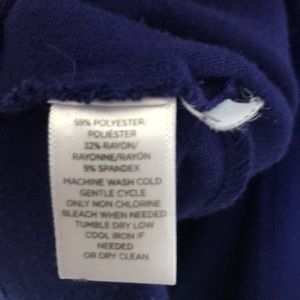 59% POLYESTER/
POLIÉSTER
32% RAYON/
RAYONNE/RAYÓN
9% SPANDEX
MACHINE WASH COLD
GENTLE CYCLE
ONLY NON CHLORINE
BLEACH WHEN NEEDED
TUMBLE DRY LOW
COOL IRON IF
NEEDED
OR DRY CLEAN